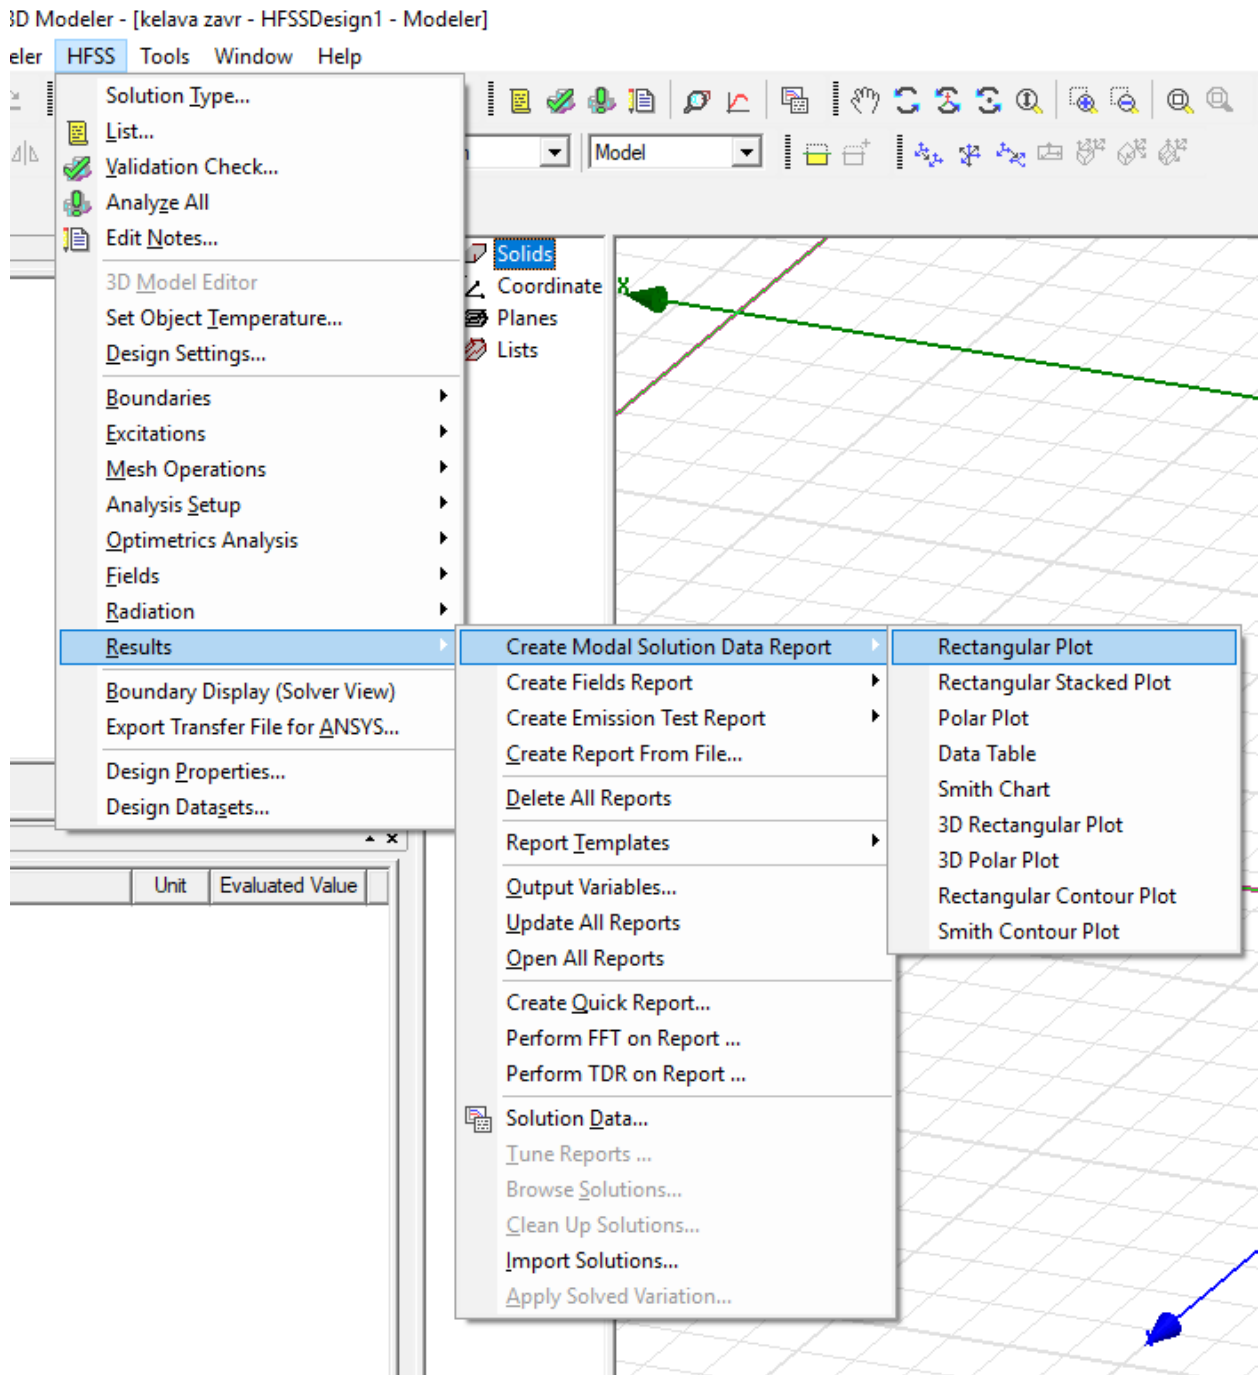 3D Modeler - [kelava zavr - HFSSDesign1 - Modeler]
eler HFSS Tools Window Help
Solution Type...
List...
Validation Check...
Analyze All
Edit Notes...
3D Model Editor
Set Object Temperature...
Design Settings...
Boundaries
Excitations
Mesh Operations
Analysis Setup
Optimetrics Analysis
Fields
Radiation
Results
Boundary Display (Solver View)
Export Transfer File for ANSYS...
Design Properties...
Design Datasets...
Model
Solids
Coordinate
Planes
Lists
X
Create Modal Solution Data Report
Create Fields Report
Create Emission Test Report
Create Report From File...
Delete All Reports
Report Templates
Output Variables...
Update All Reports
Open All Reports
Create Quick Report...
Perform FFT on Report ...
Perform TDR on Report ...
Solution Data...
Tune Reports ...
Browse Solutions...
Clean Up Solutions...
Import Solutions...
Apply Solved Variation...
Rectangular Plot
Rectangular Stacked Plot
Polar Plot
Data Table
Smith Chart
3D Rectangular Plot
3D Polar Plot
Rectangular Contour Plot
Smith Contour Plot
Unit Evaluated Value